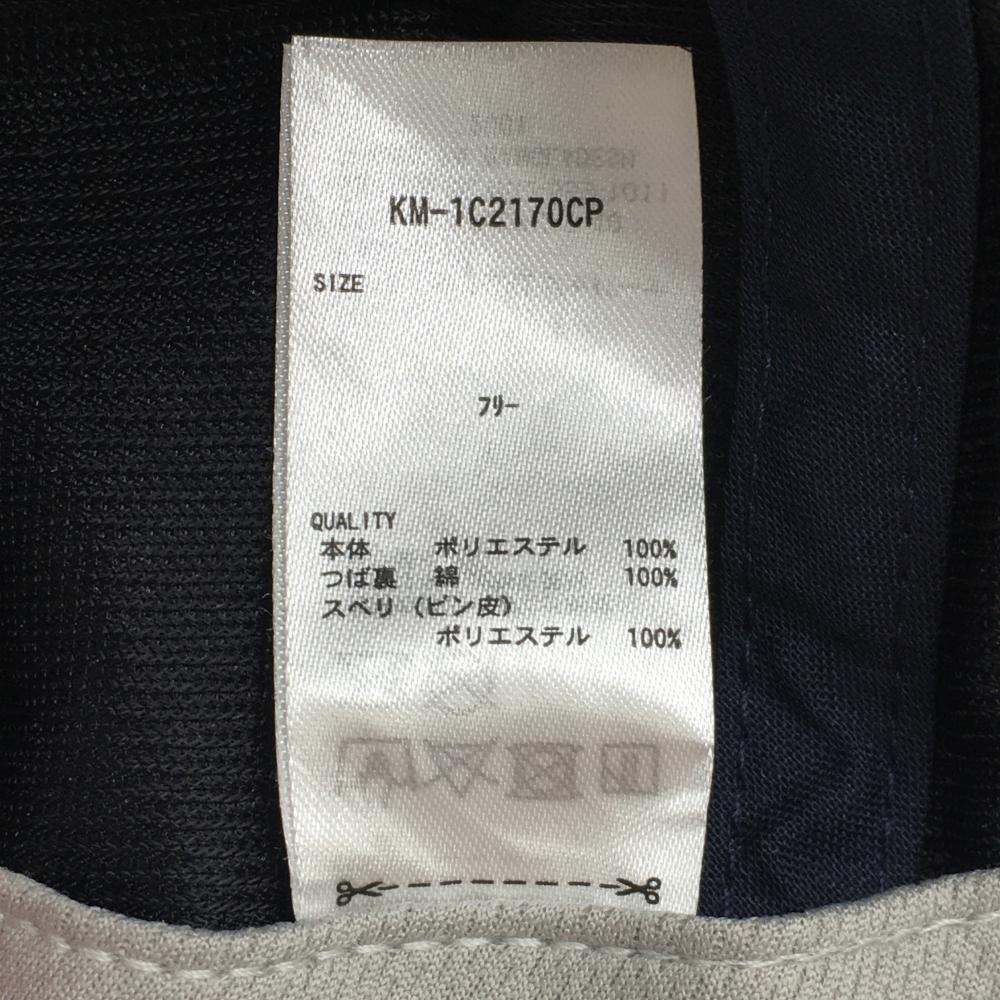 KM-1C2170CP
SIZE
フリー
QUALITY
本体 ポリエステル 100%
つば裏 綿 100%
スベリ（ビン皮）
ポリエステル 100%